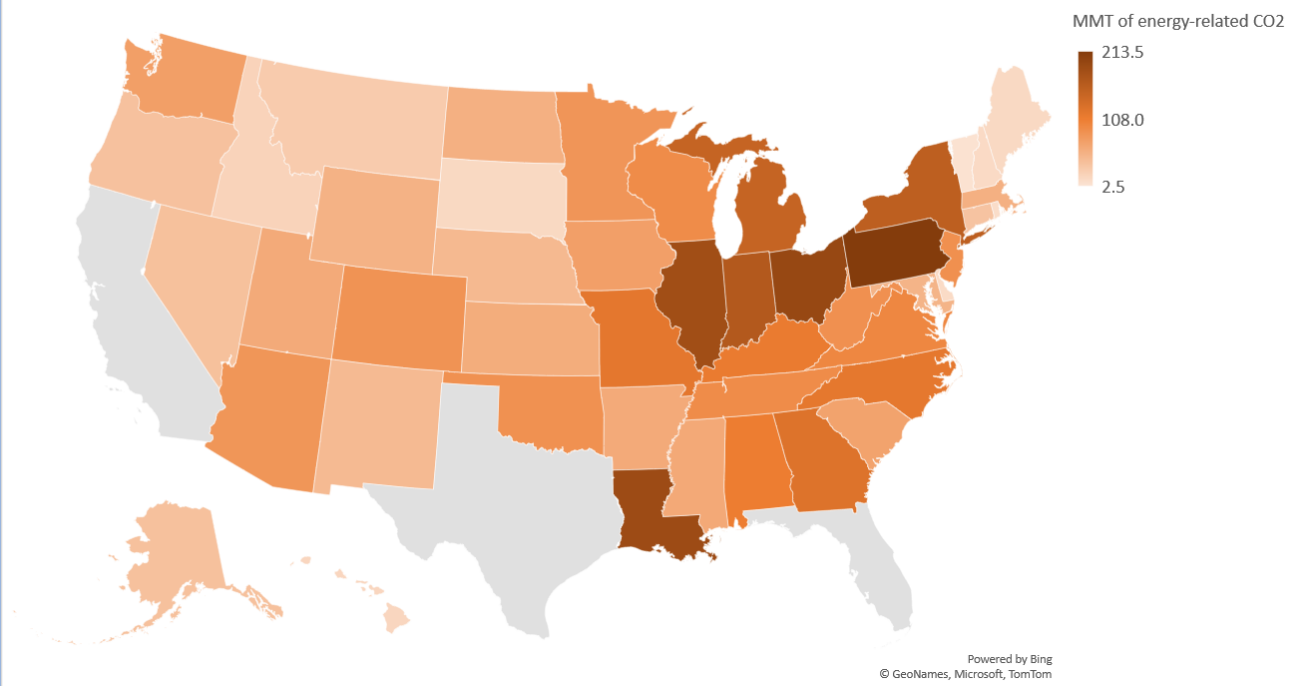 MMT of energy-related CO2
213.5
108.0
2.5
Powered by Bing
© GeoNames, Microsoft, TomTom